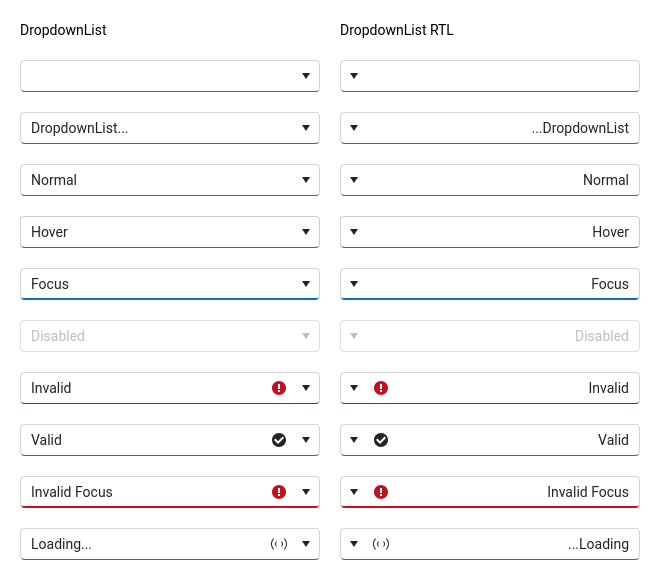 DropdownList
DropdownList RTL
DropdownList...
...DropdownList
Normal
Normal
Hover
Hover
Focus
Focus
Disabled
Disabled
Invalid
Invalid
Valid
Valid
Invalid Focus
Invalid Focus
Loading...
...Loading